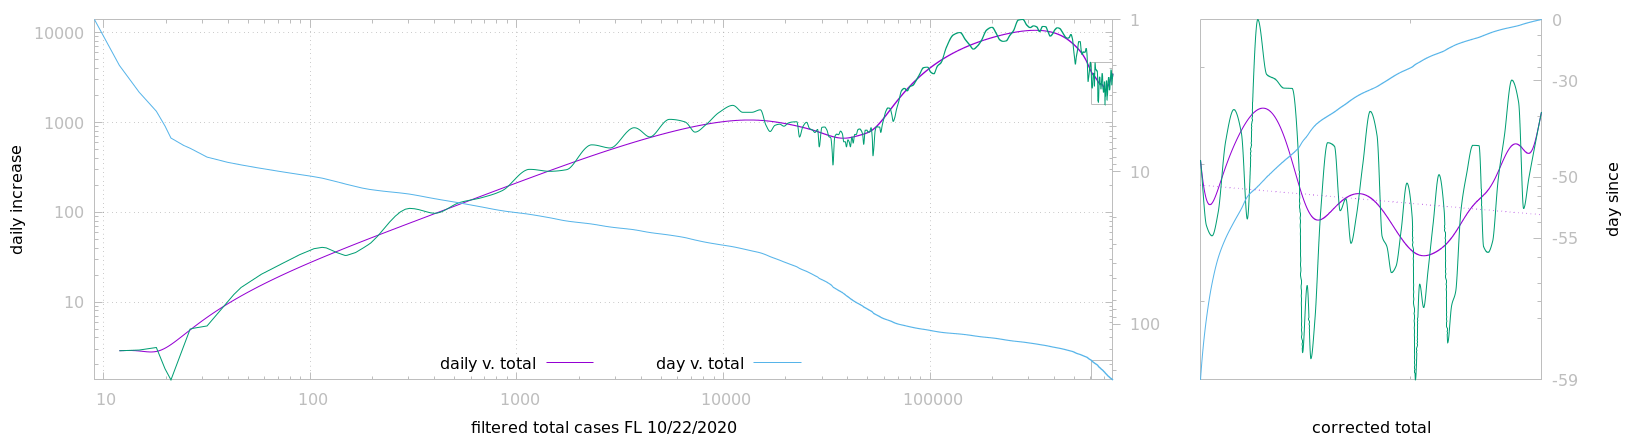 10000
1000
100
10
daily increase
1
10
100
daily v. total
day v. total
10
100
1000
10000
100000
filtered total cases FL 10/22/2020
0
-30
-50
-55
-59
day since
corrected total